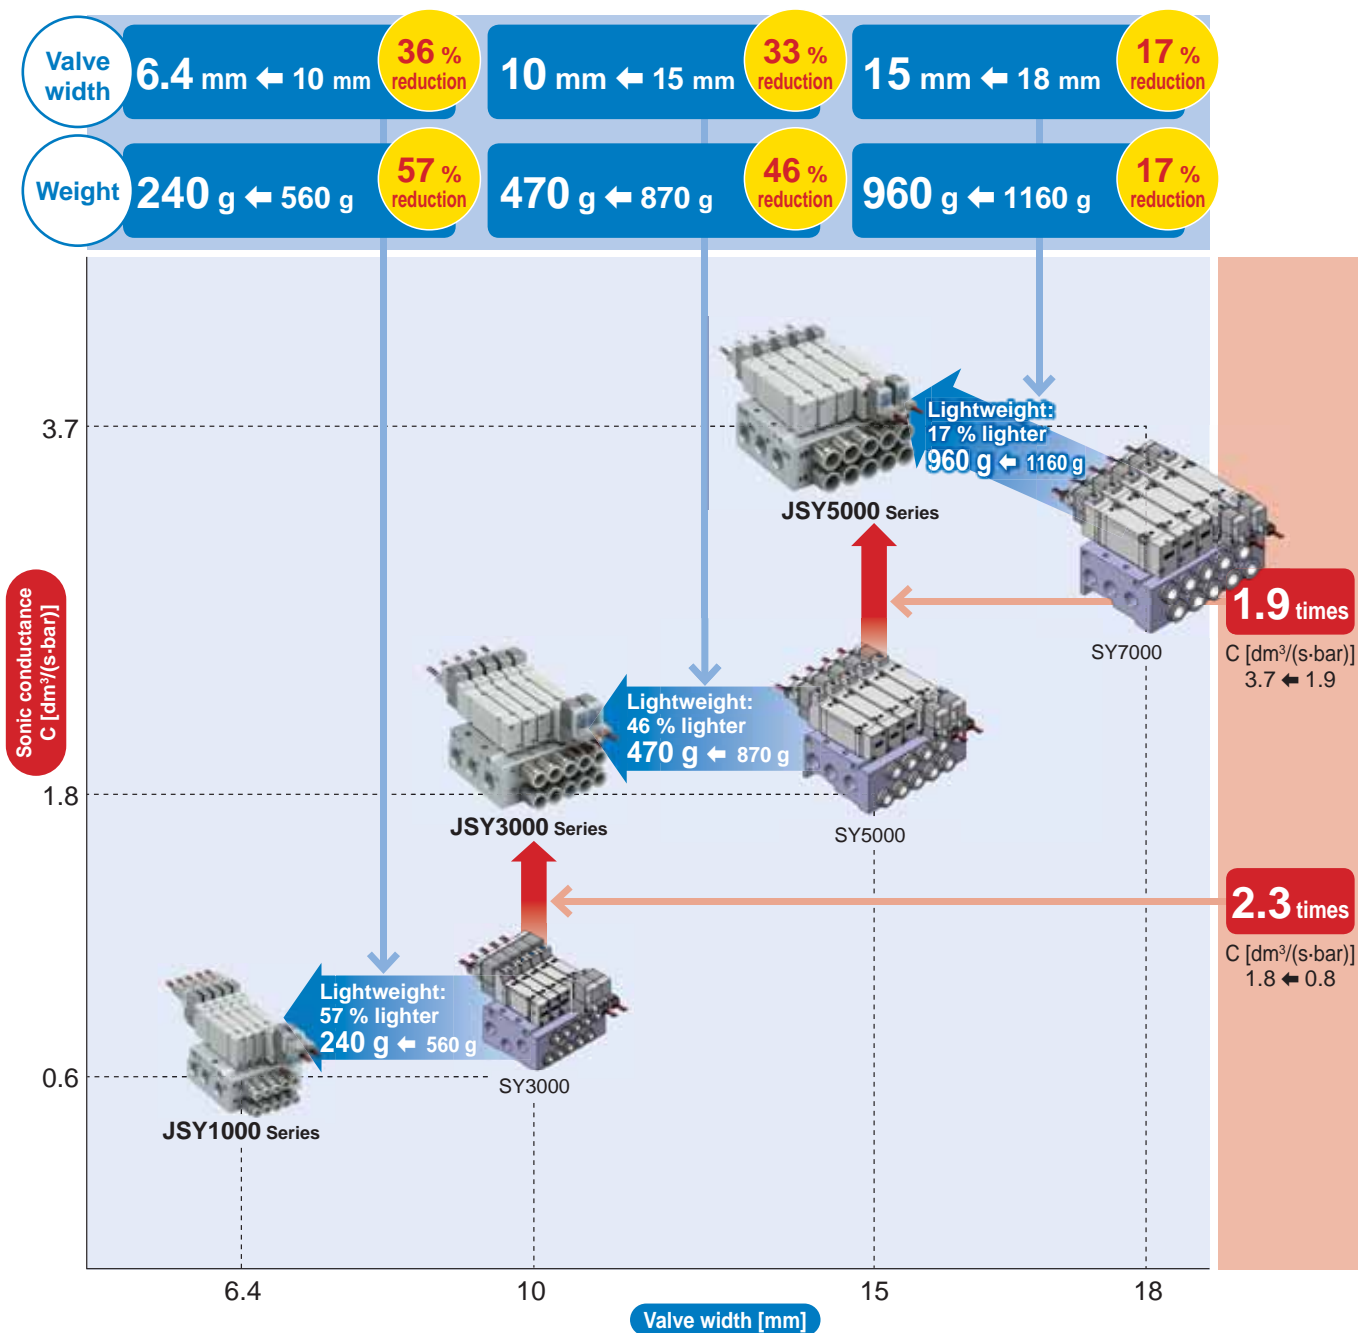 Valve
width
6.4 mm ← 10 mm
36 %
reduction
10 mm ← 15 mm
33 %
reduction
15 mm ← 18 mm
17 %
reduction
Weight
240 g ← 560 g
57 %
reduction
470 g ← 870 g
46 %
reduction
960 g ← 1160 g
17 %
reduction
Sonic conductance
C [dm³/(s·bar)]
3.7
1.8
0.6
Lightweight:
17 % lighter
960 g ← 1160 g
JSY5000 Series
SY7000
1.9 times
C [dm³/(s·bar)]
3.7 ← 1.9
Lightweight:
46 % lighter
470 g ← 870 g
JSY3000 Series
SY5000
2.3 times
C [dm³/(s·bar)]
1.8 ← 0.8
Lightweight:
57 % lighter
240 g ← 560 g
JSY1000 Series
SY3000
6.4
10
15
18
Valve width [mm]